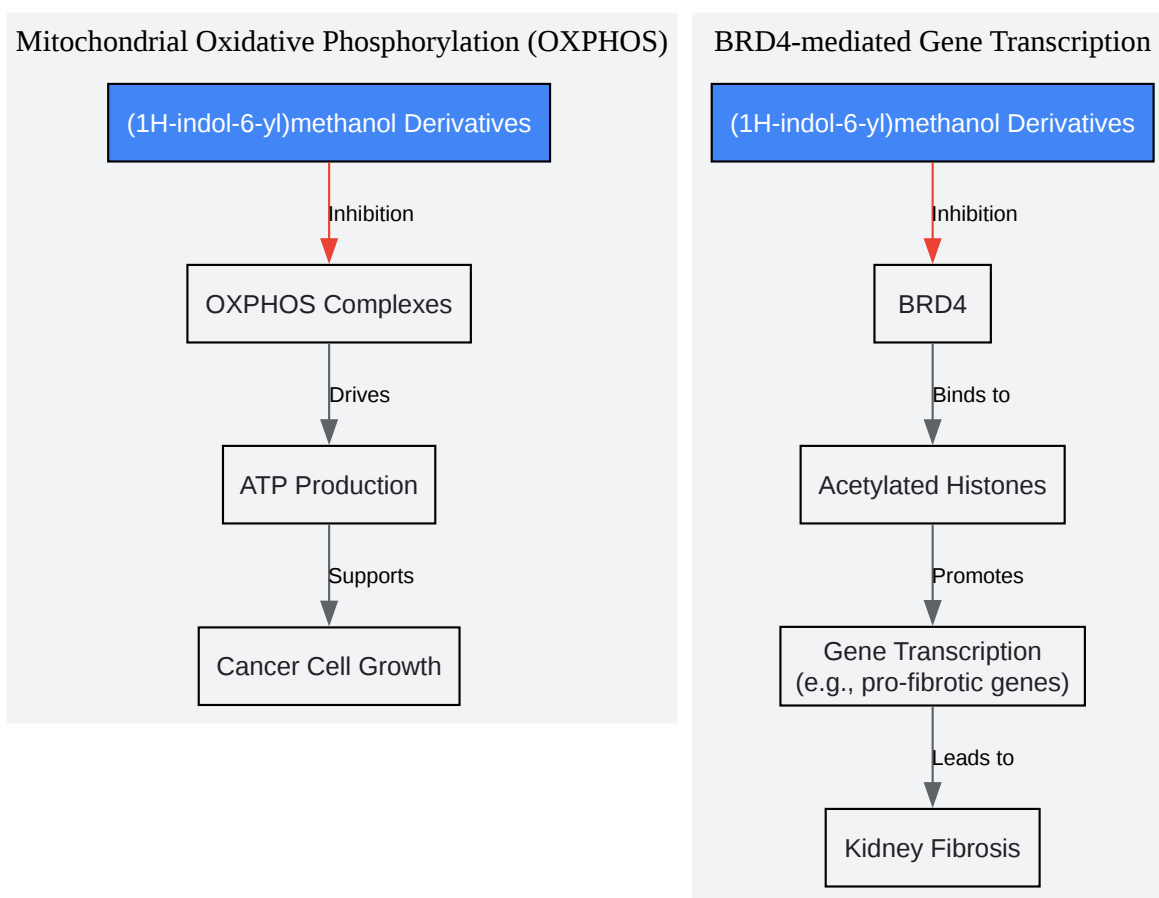 Mitochondrial Oxidative Phosphorylation (OXPHOS)
(1H-indol-6-yl)methanol Derivatives
Inhibition
OXPHOS Complexes
Drives
ATP Production
Supports
Cancer Cell Growth
BRD4-mediated Gene Transcription
(1H-indol-6-yl)methanol Derivatives
Inhibition
BRD4
Binds to
Acetylated Histones
Promotes
Gene Transcription
(e.g., pro-fibrotic genes)
Leads to
Kidney Fibrosis